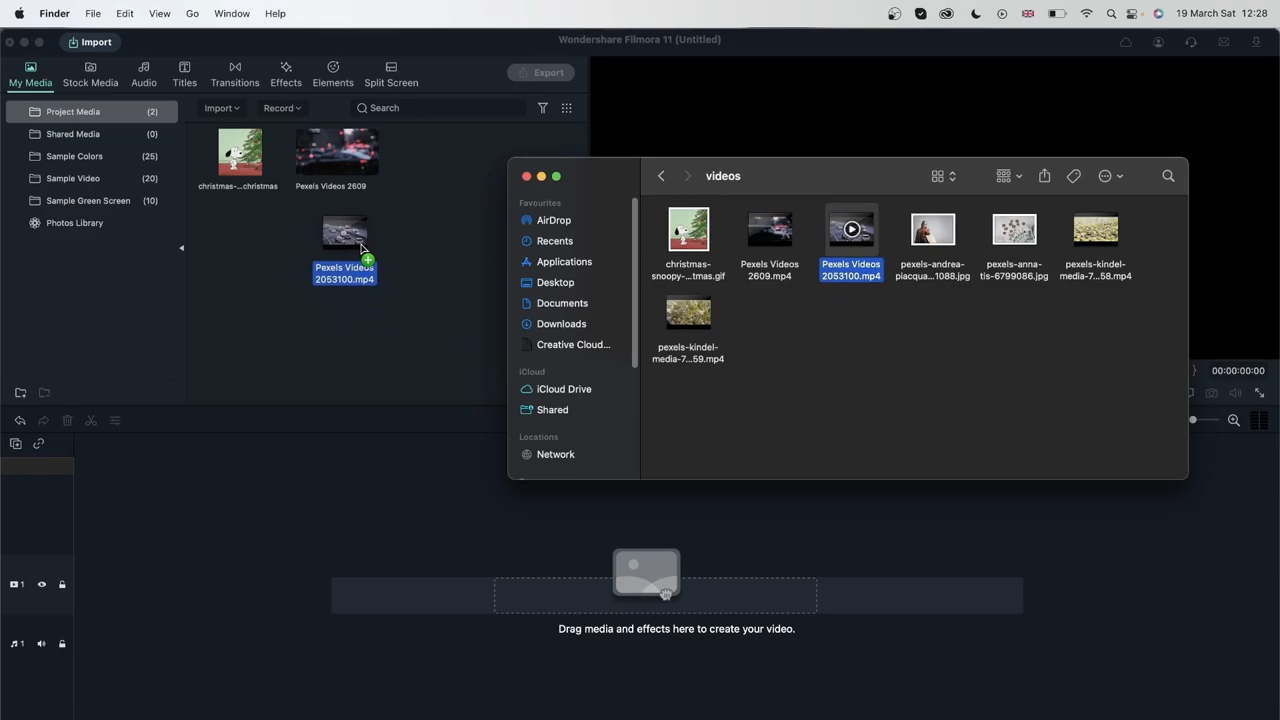 Finder File Edit View Go Window Help
19 March Sat 12:28
Import
Wondershare Filmora 11 (Untitled)
My Media Stock Media Audio Titles Transitions Effects Elements Split Screen
Export
Project Media (2)
Shared Media (0)
Sample Colors (25)
Sample Video (20)
Sample Green Screen (10)
Photos Library
Import Record Search
christmas-...christmas
Pexels Videos 2609
Pexels Videos
2053100.mp4
videos
Favourites
AirDrop
Recents
Applications
Desktop
Documents
Downloads
Creative Cloud...
iCloud
iCloud Drive
Shared
Locations
Network
christmas-
snoopy-...tmas.gif
Pexels Videos
2609.mp4
Pexels Videos
2053100.mp4
pexels-andrea-
piacqua...1088.jpg
pexels-anna-
tis-6799086.jpg
pexels-kindel-
media-7...58.mp4
pexels-kindel-
media-7...59.mp4
} 00:00:00:00
1
1
Drag media and effects here to create your video.